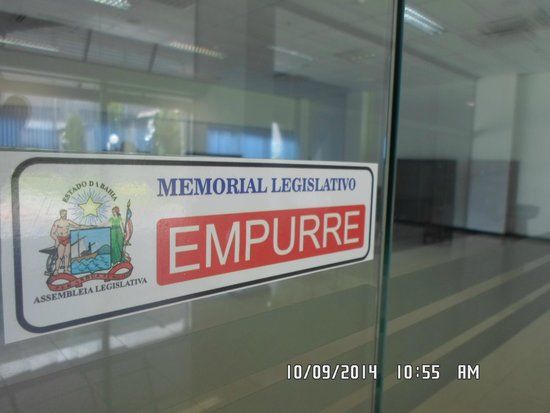 MEMORIAL LEGISLATIVO
EMPURRE
ESTADO DA BAHIA
ASSEMBLEIA LEGISLATIVA
10/09/2014 10:55 AM